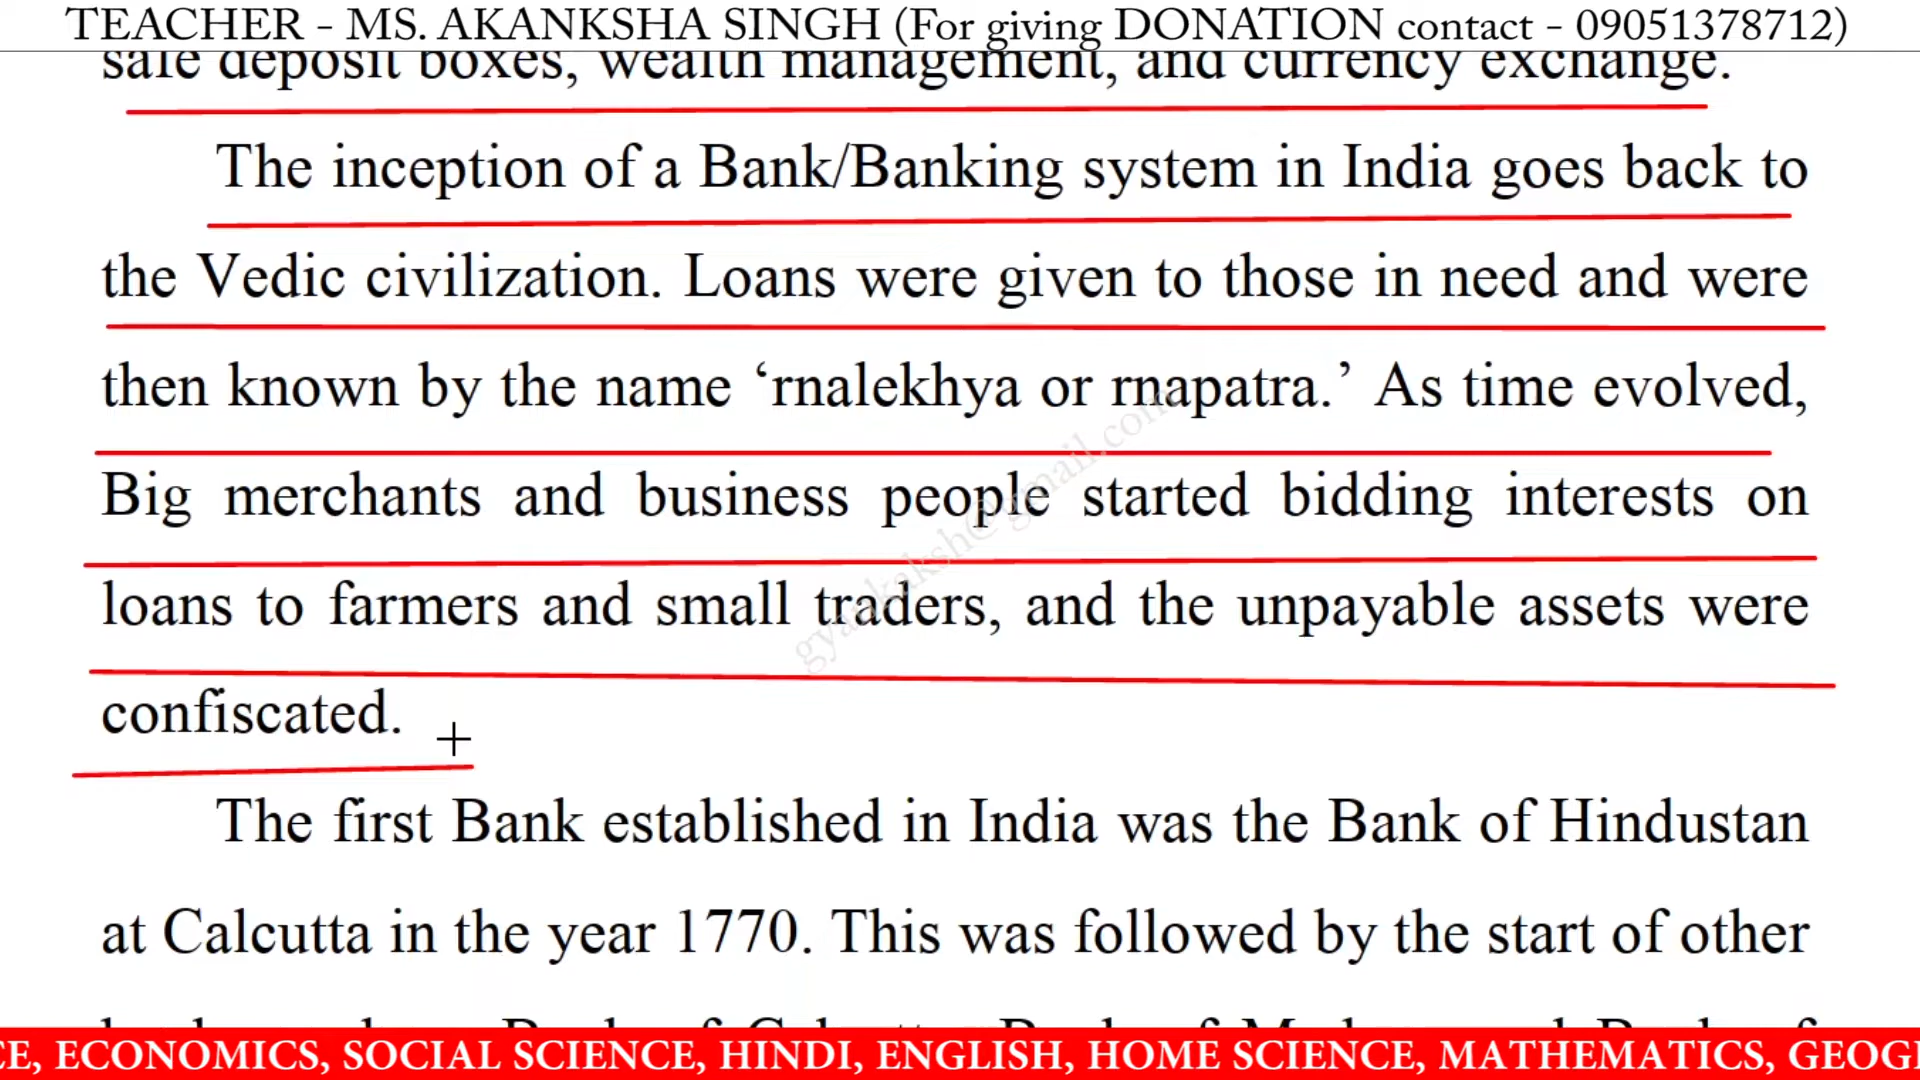 TEACHER - MS. AKANKSHA SINGH (For giving DONATION contact - 09051378712)
safe deposit boxes, wealth management, and currency exchange.
The inception of a Bank/Banking system in India goes back to
the Vedic civilization. Loans were given to those in need and were
then known by the name ‘rnalekhya or rnapatra.’ As time evolved,
Big merchants and business people started bidding interests on
loans to farmers and small traders, and the unpayable assets were
confiscated.
gyankaksh@gmail.com
The first Bank established in India was the Bank of Hindustan
at Calcutta in the year 1770. This was followed by the start of other
CE, ECONOMICS, SOCIAL SCIENCE, HINDI, ENGLISH, HOME SCIENCE, MATHEMATICS, GEOG